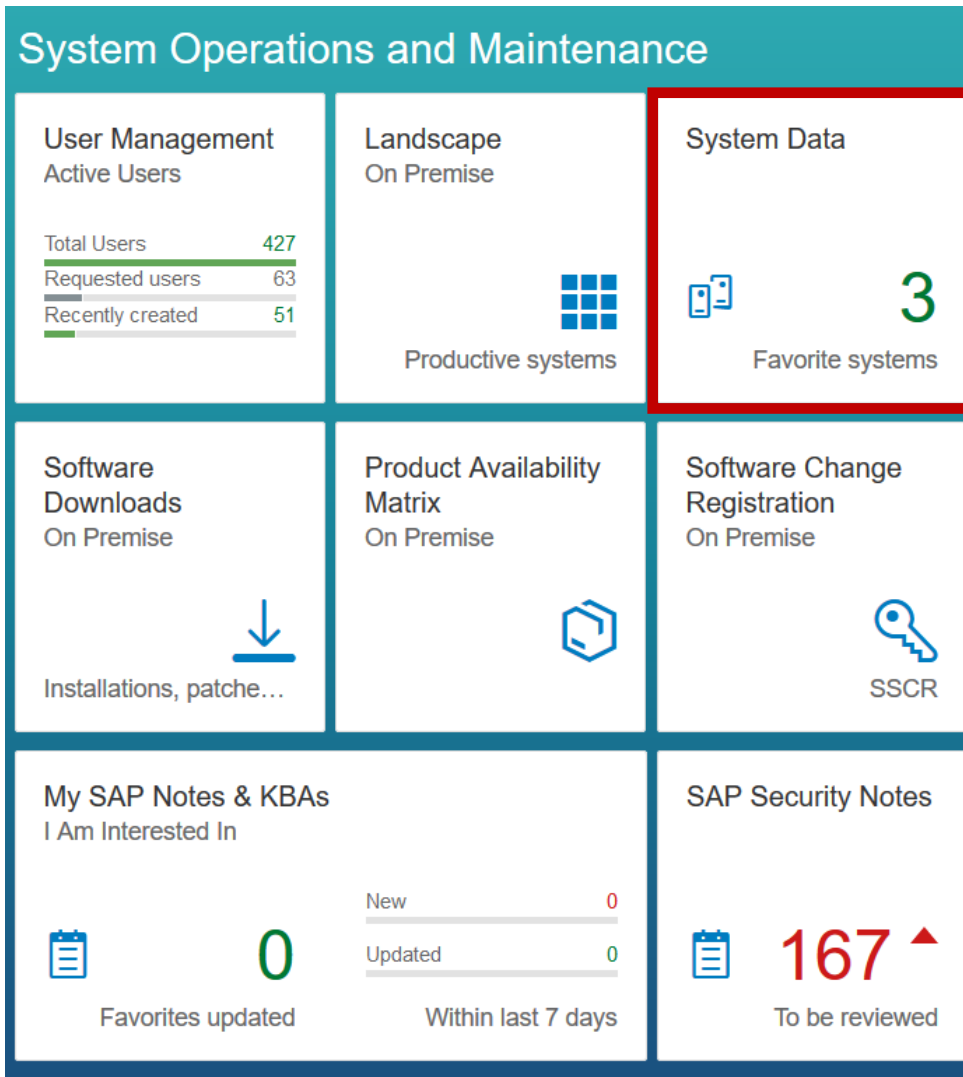 System Operations and Maintenance
User Management
Active Users
Total Users 427
Requested users 63
Recently created 51
Landscape
On Premise
Productive systems
System Data
3
Favorite systems
Software
Downloads
On Premise
Installations, patche...
Product Availability
Matrix
On Premise
Software Change
Registration
On Premise
SSCR
My SAP Notes & KBAs
I Am Interested In
0
Favorites updated
New 0
Updated 0
Within last 7 days
SAP Security Notes
167
To be reviewed